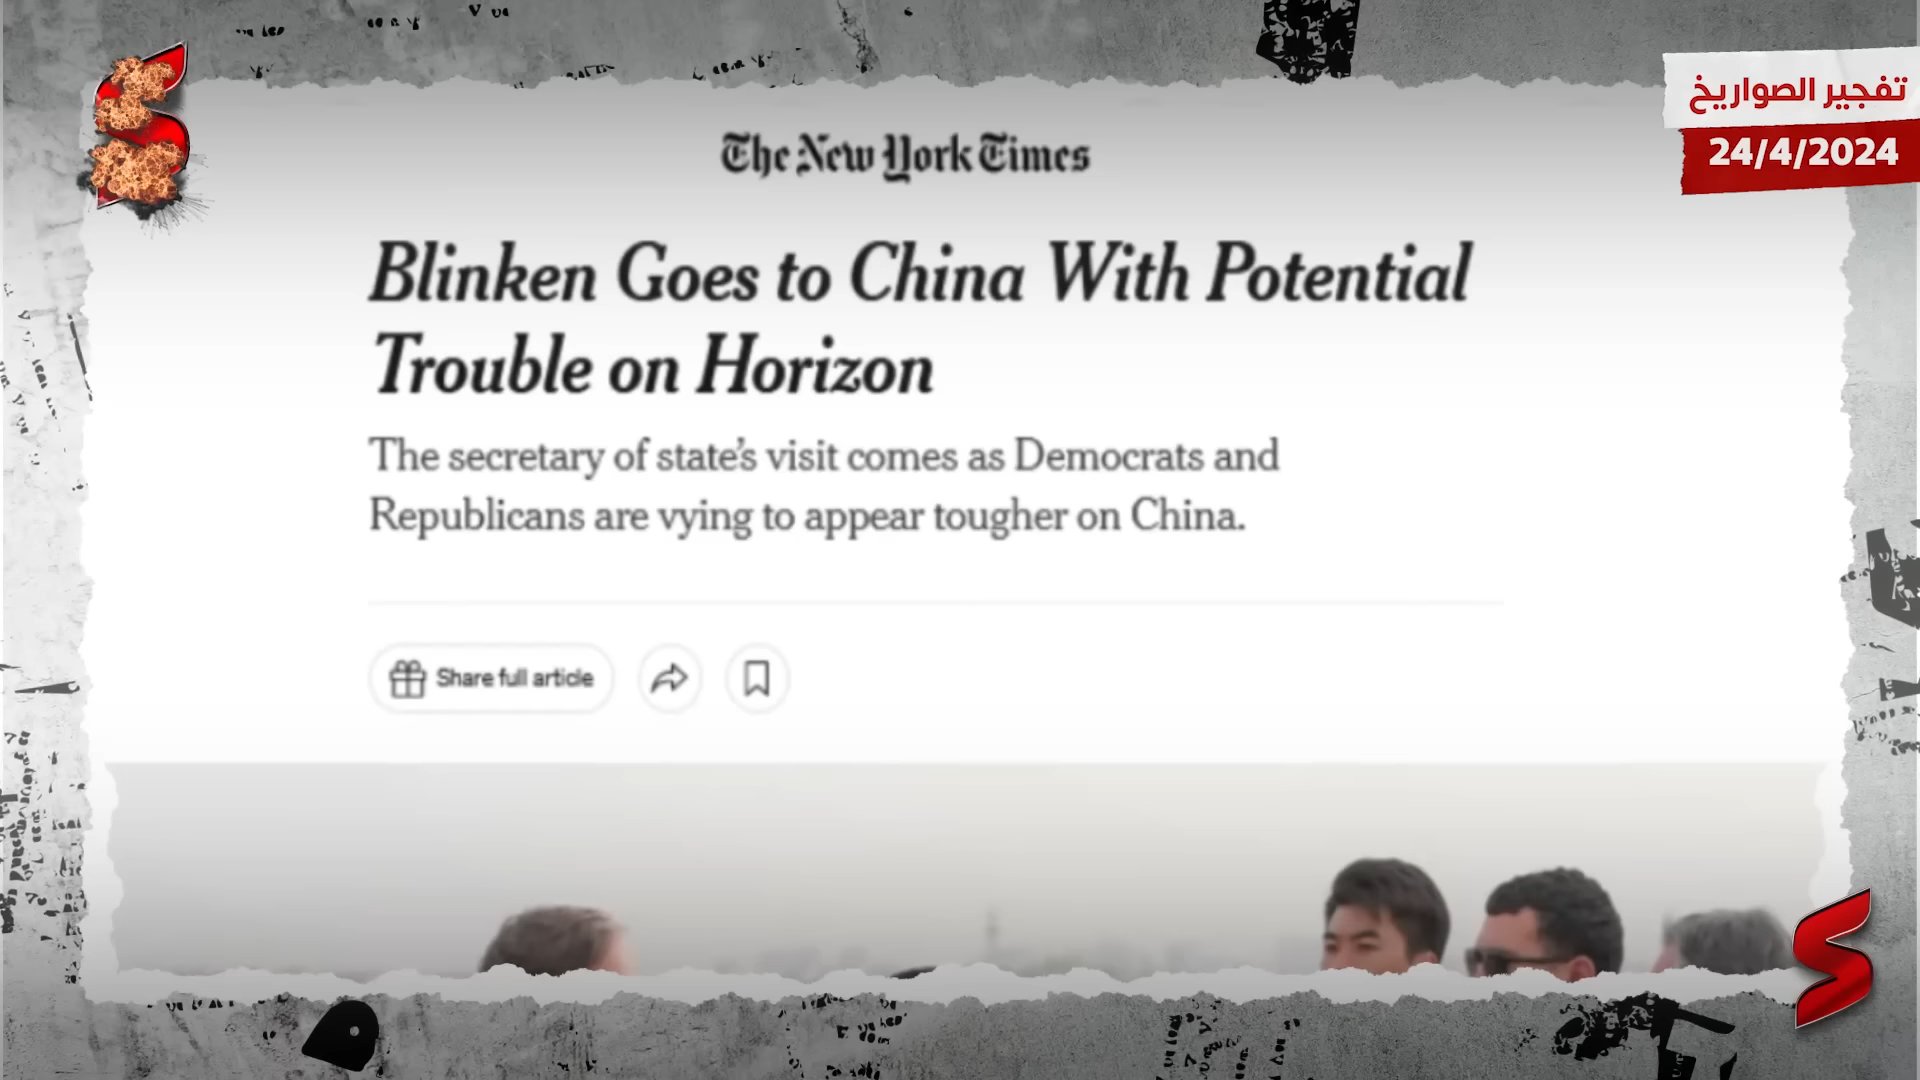 تفجير الصواريخ
24/4/2024
The New York Times
Blinken Goes to China With Potential
Trouble on Horizon
The secretary of state’s visit comes as Democrats and
Republicans are vying to appear tougher on China.
Share full article